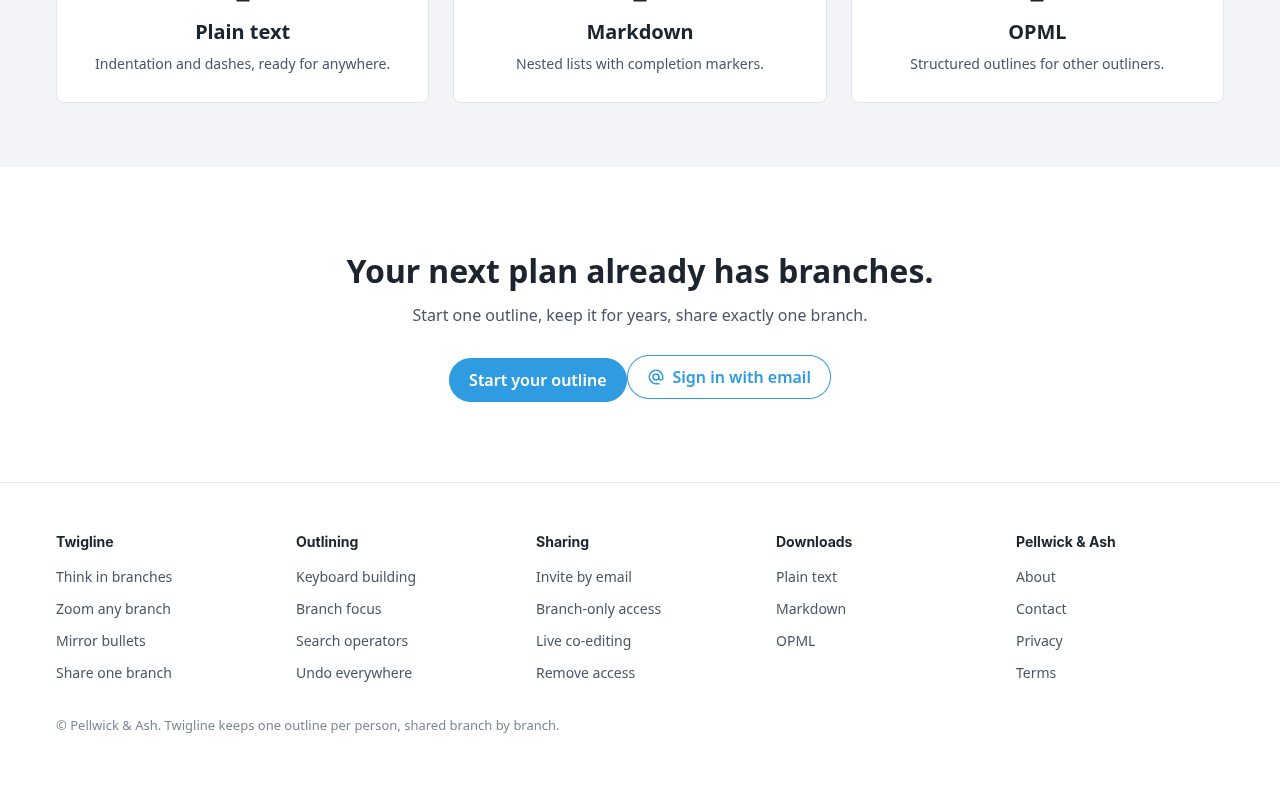 Plain text
Indentation and dashes, ready for anywhere.
Markdown
Nested lists with completion markers.
OPML
Structured outlines for other outliners.
Your next plan already has branches.
Start one outline, keep it for years, share exactly one branch.
Start your outline
Sign in with email
Twigline
Think in branches
Zoom any branch
Mirror bullets
Share one branch
Outlining
Keyboard building
Branch focus
Search operators
Undo everywhere
Sharing
Invite by email
Branch-only access
Live co-editing
Remove access
Downloads
Plain text
Markdown
OPML
Pellwick & Ash
About
Contact
Privacy
Terms
© Pellwick & Ash. Twigline keeps one outline per person, shared branch by branch.